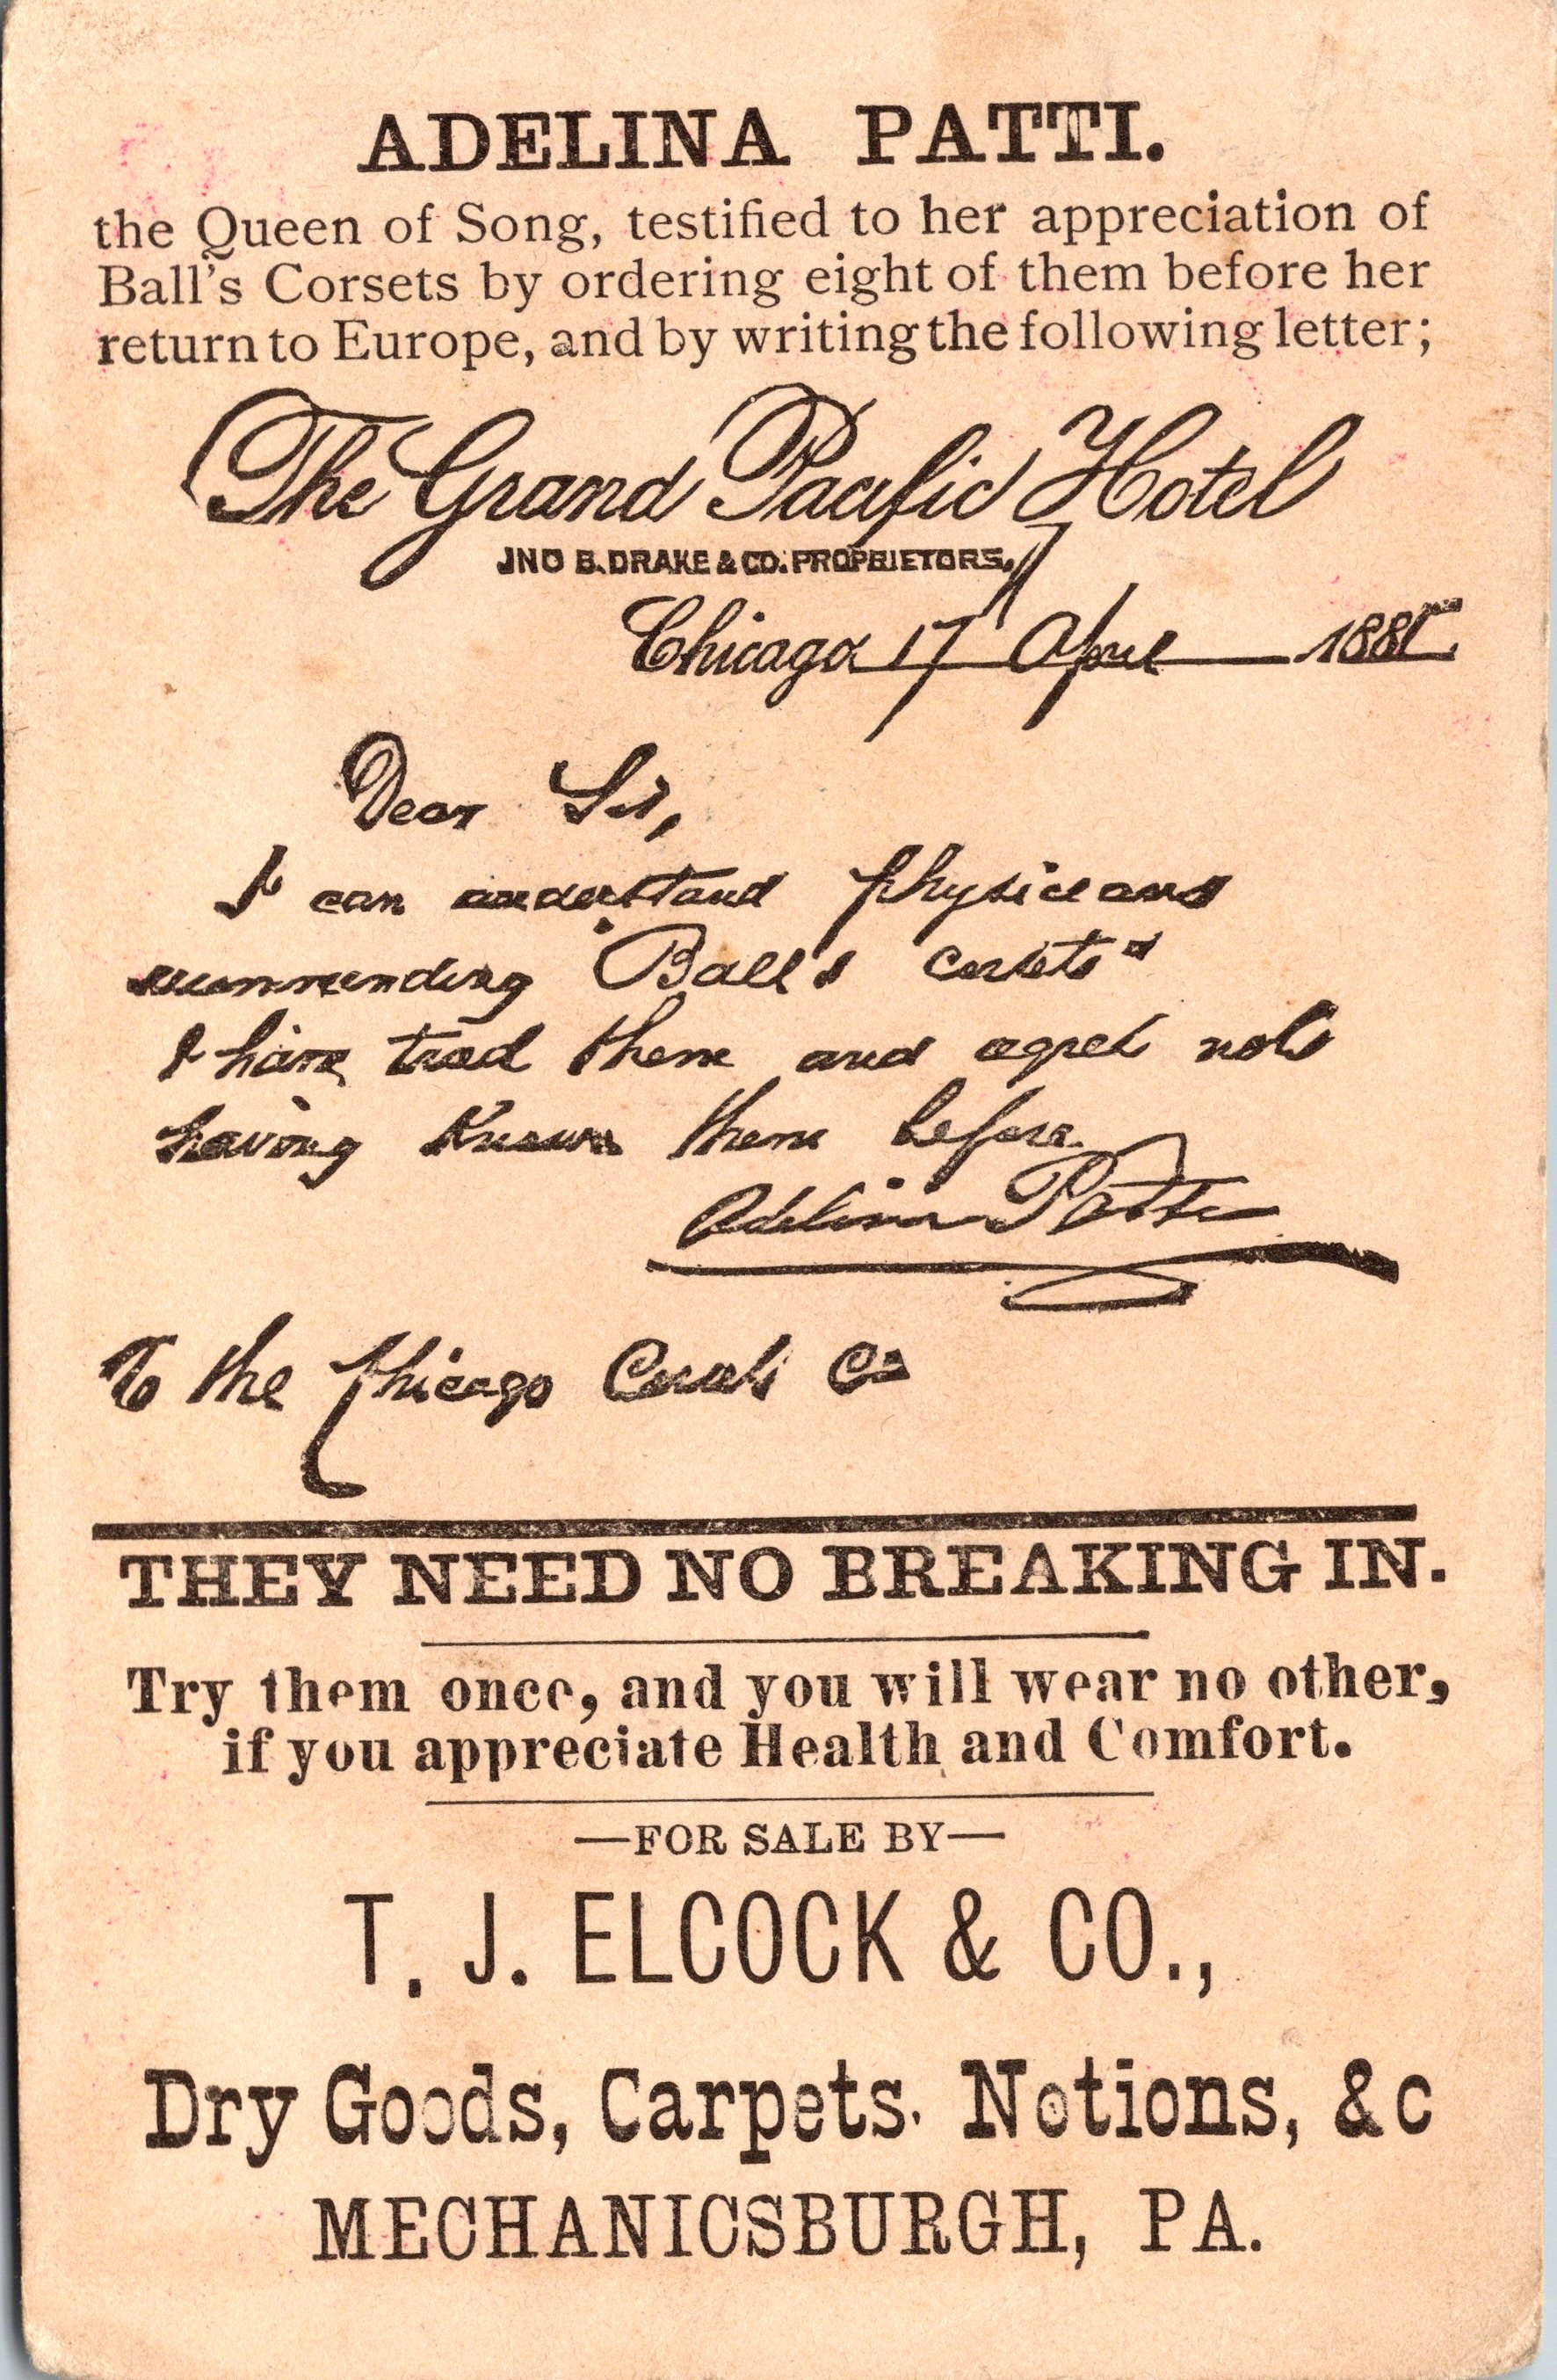 ADELINA PATTI.
the Queen of Song, testified to her appreciation of
Ball's Corsets by ordering eight of them before her
return to Europe, and by writing the following letter;
The Grand Pacific Hotel
JNO B. DRAKE & CO. PROPRIETORS.
Chicago 17 April 1885
Dear Sir,
I can understand physicians
recommending Ball's corsets
I have tried them and regret not
having known them before
Adelina Patti
To the Chicago Corset Co
THEY NEED NO BREAKING IN.
Try them once, and you will wear no other,
if you appreciate Health and Comfort.
—FOR SALE BY—
T. J. ELCOCK & CO.,
Dry Goods, Carpets. Notions, &c
MECHANICSBURGH, PA.